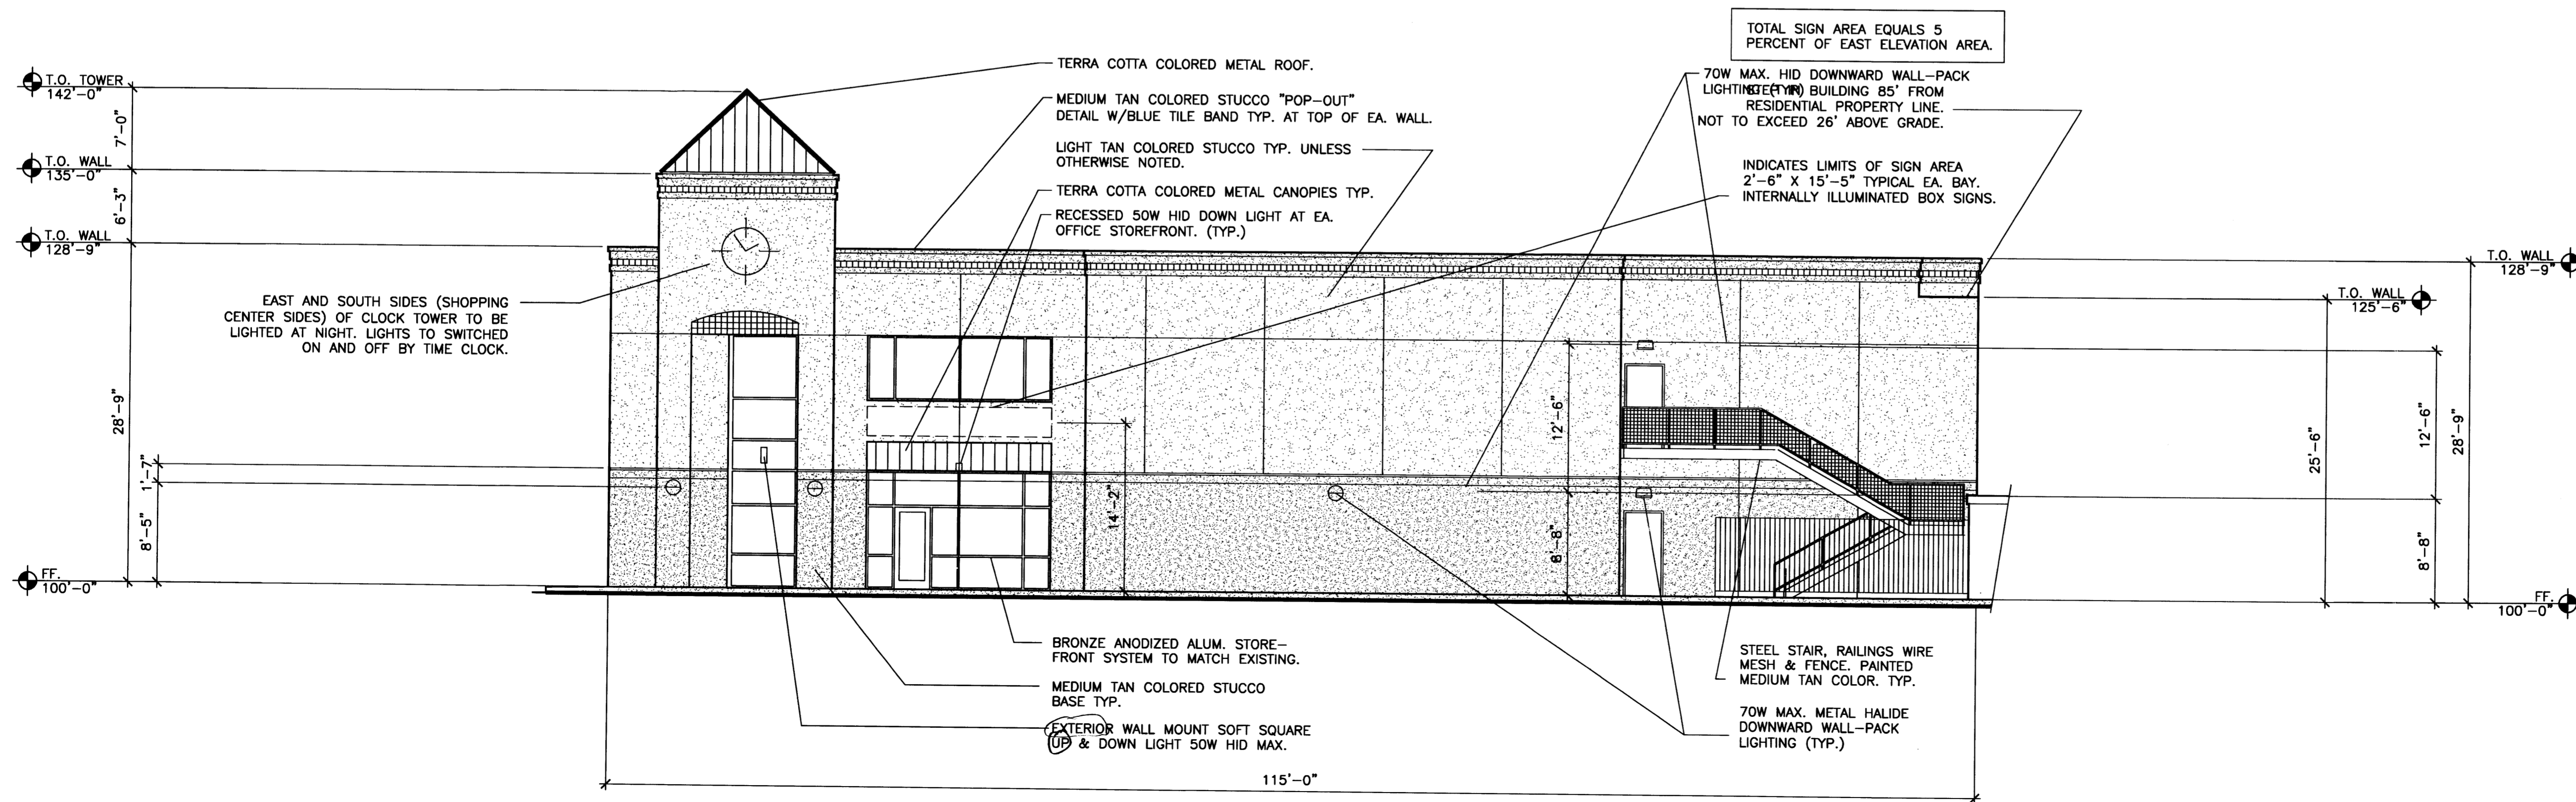 TOTAL SIGN AREA EQUALS 5
PERCENT OF EAST ELEVATION AREA.
T.O. TOWER
142'-0"
7'-0"
T.O. WALL
135'-0"
6'-3"
T.O. WALL
128'-9"
28'-9"
1'-7"
8'-5"
FF.
100'-0"
EAST AND SOUTH SIDES (SHOPPING
CENTER SIDES) OF CLOCK TOWER TO BE
LIGHTED AT NIGHT. LIGHTS TO SWITCHED
ON AND OFF BY TIME CLOCK.
TERRA COTTA COLORED METAL ROOF.
MEDIUM TAN COLORED STUCCO "POP-OUT"
DETAIL W/BLUE TILE BAND TYP. AT TOP OF EA. WALL.
LIGHT TAN COLORED STUCCO TYP. UNLESS
OTHERWISE NOTED.
TERRA COTTA COLORED METAL CANOPIES TYP.
RECESSED 50W HID DOWN LIGHT AT EA.
OFFICE STOREFRONT. (TYP.)
70W MAX. HID DOWNWARD WALL-PACK
LIGHTING (TYP.)
BUILDING 85' FROM
RESIDENTIAL PROPERTY LINE.
NOT TO EXCEED 26' ABOVE GRADE.
INDICATES LIMITS OF SIGN AREA
2'-6" X 15'-5" TYPICAL EA. BAY.
INTERNALLY ILLUMINATED BOX SIGNS.
T.O. WALL
128'-9"
T.O. WALL
125'-6"
14'-2"
12'-6"
8'-8"
25'-6"
12'-6"
8'-8"
28'-9"
FF.
100'-0"
BRONZE ANODIZED ALUM. STORE-
FRONT SYSTEM TO MATCH EXISTING.
MEDIUM TAN COLORED STUCCO
BASE TYP.
EXTERIOR WALL MOUNT SOFT SQUARE
UP & DOWN LIGHT 50W HID MAX.
STEEL STAIR, RAILINGS WIRE
MESH & FENCE. PAINTED
MEDIUM TAN COLOR. TYP.
70W MAX. METAL HALIDE
DOWNWARD WALL-PACK
LIGHTING (TYP.)
115'-0"